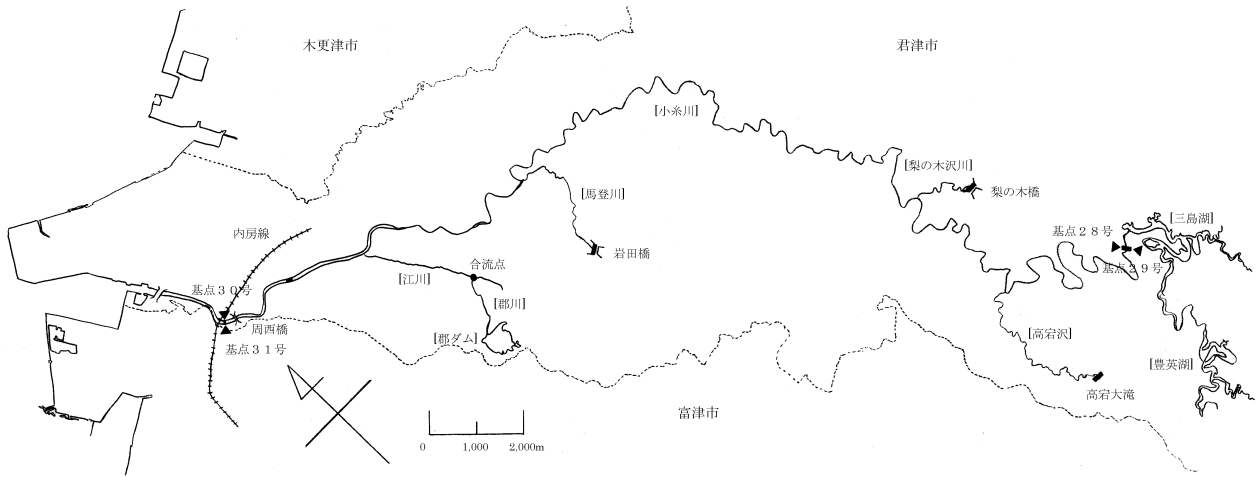 木更津市
君津市
[小糸川]
[梨の木沢川]
梨の木橋
[馬登川]
[三島湖]
基点28号
基点29号
内房線
岩田橋
合流点
[江川]
基点30号
[郡川]
周西橋
[郡ダム]
基点31号
[高宕沢]
[豊英湖]
高宕大滝
富津市
0 1,000 2,000m